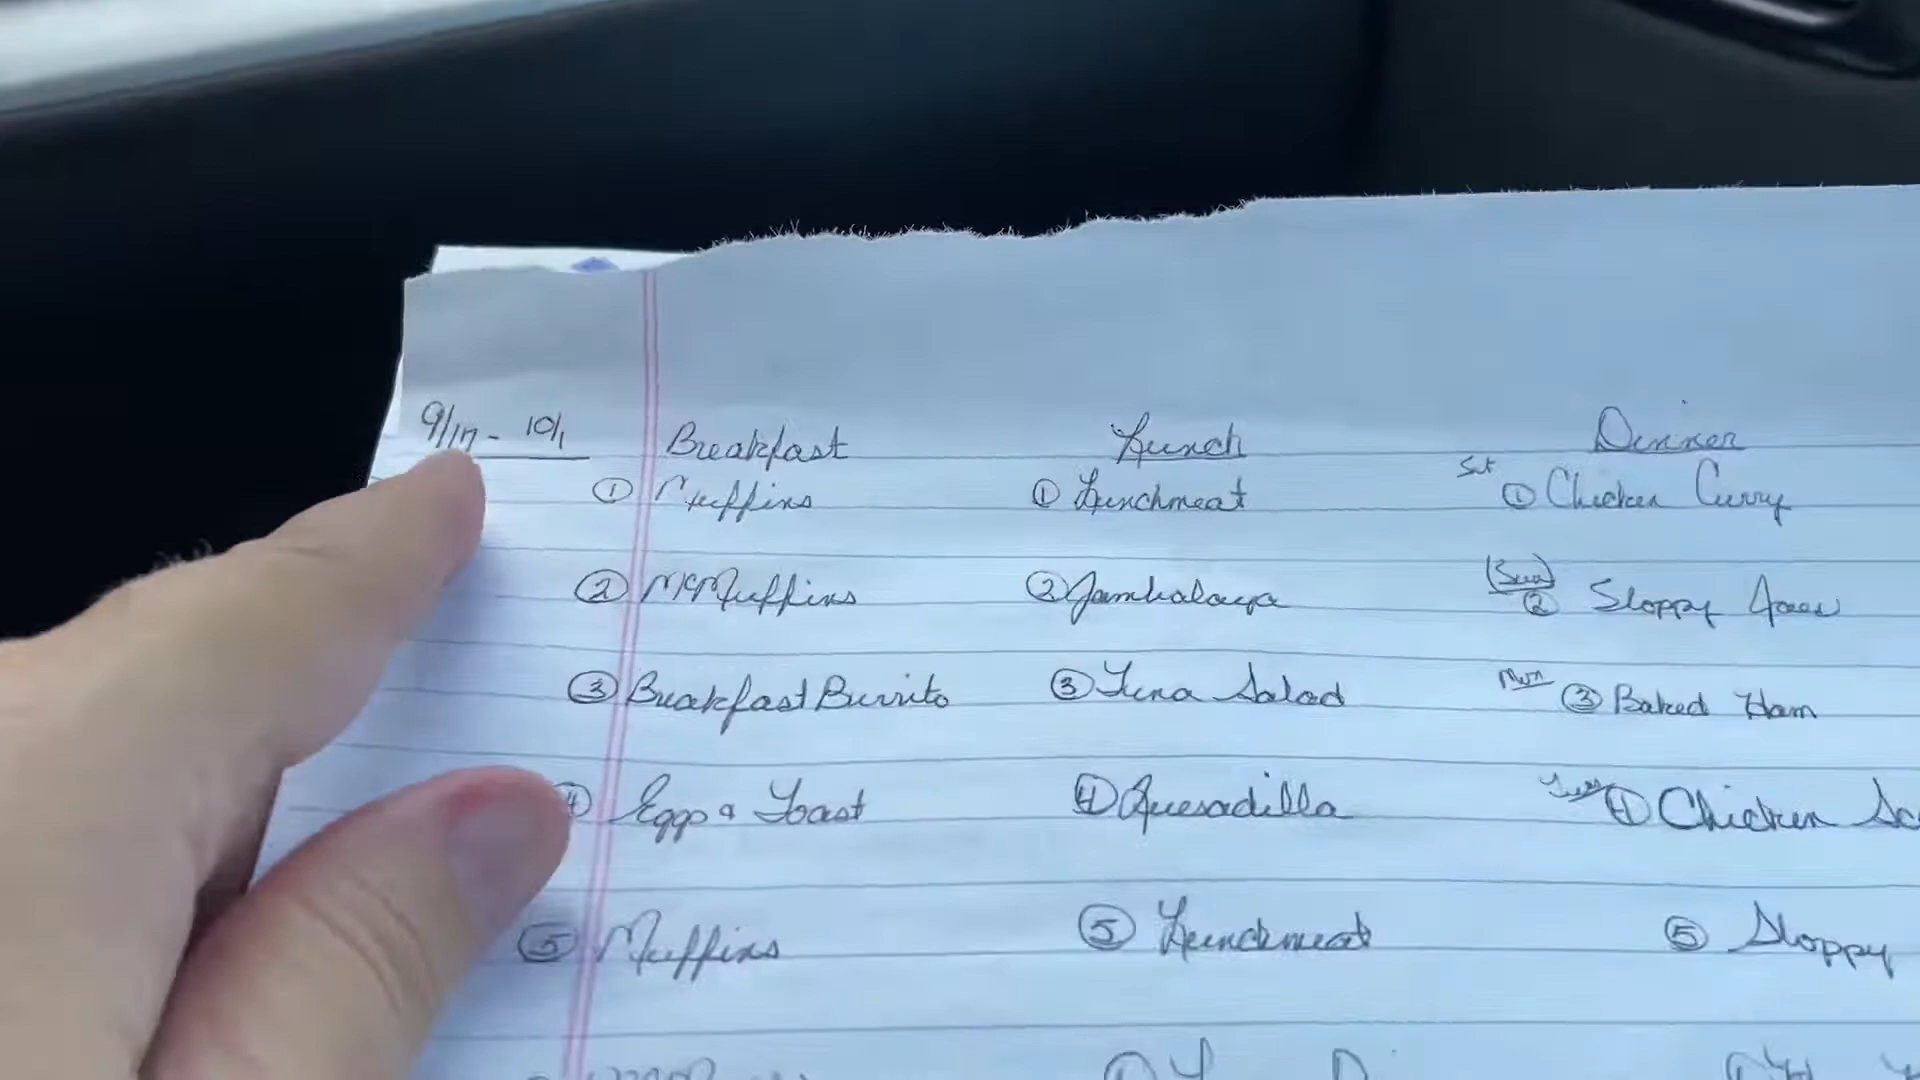 9/17 - 10/1 Breakfast Lunch Dinner
① Muffins ① Lunchmeat Sat ① Chicken Curry
② McMuffins ② Jambalaya (Sun) ② Sloppy Joes
③ Breakfast Burrito ③ Tuna Salad Mon ③ Baked Ham
④ Eggs & Toast ④ Quesadilla Tues ④ Chicken
⑤ Muffins ⑤ Lunchmeat ⑤ Sloppy